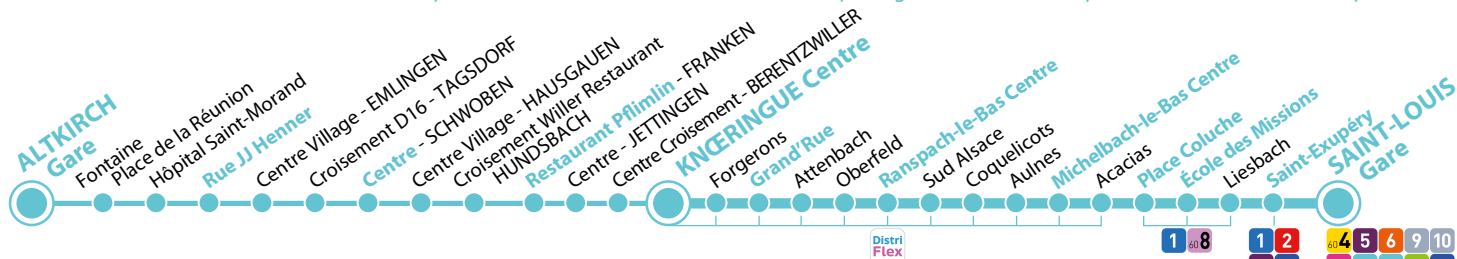 ALTKIRCH
Gare
Fontaine
Place de la Réunion
Hôpital Saint-Morand
Rue JJ Henner
Centre Village - EMLINGEN
Croisement D16 - TAGSDORF
Centre - SCHWOBEN
Centre Village - HAUSGAUEN
Croisement Willer Restaurant
HUNDSBACH
Restaurant Pflimlin - FRANKEN
Centre - JETTINGEN
Centre Croisement - BERENTZWILLER
KNŒRINGUE Centre
Forgerons
Grand'Rue
Attenbach
Oberfeld
Ranspach-le-Bas Centre
Sud Alsace
Coquelicots
Aulnes
Michelbach-le-Bas Centre
Acacias
Place Coluche
École des Missions
Liesbach
Saint-Exupéry
SAINT-LOUIS
Gare
Distri
Flex
1 608
1 2
604 5 6 9 10